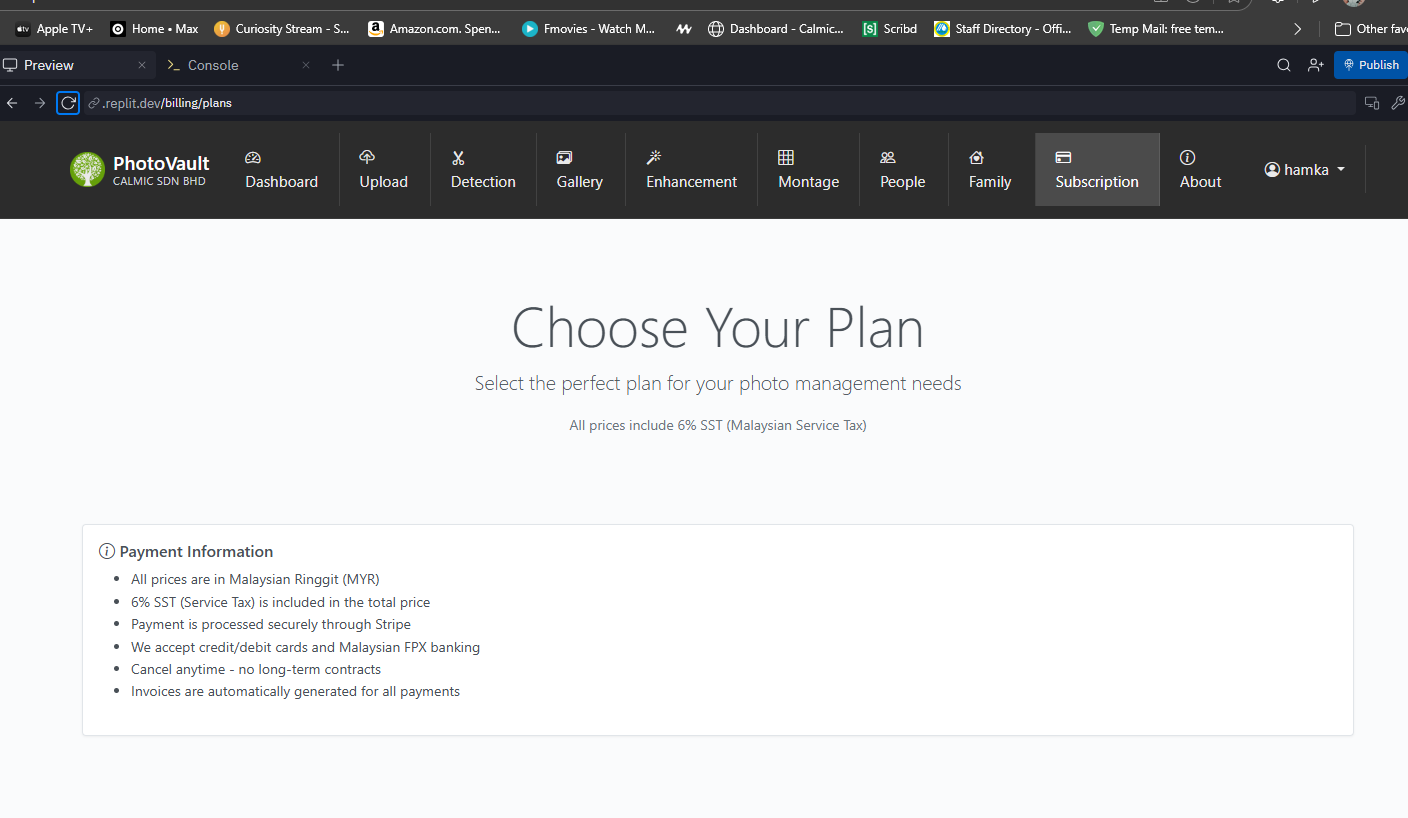 Apple TV+ Home • Max Curiosity Stream - S... Amazon.com. Spen... Fmovies - Watch M... Dashboard - Calmic... Scribd Staff Directory - Offi... Temp Mail: free tem... Other favo
Preview Console Publish
.replit.dev/billing/plans
PhotoVault
CALMIC SDN BHD
Dashboard Upload Detection Gallery Enhancement Montage People Family Subscription About hamka
Choose Your Plan
Select the perfect plan for your photo management needs
All prices include 6% SST (Malaysian Service Tax)
Payment Information
• All prices are in Malaysian Ringgit (MYR)
• 6% SST (Service Tax) is included in the total price
• Payment is processed securely through Stripe
• We accept credit/debit cards and Malaysian FPX banking
• Cancel anytime - no long-term contracts
• Invoices are automatically generated for all payments